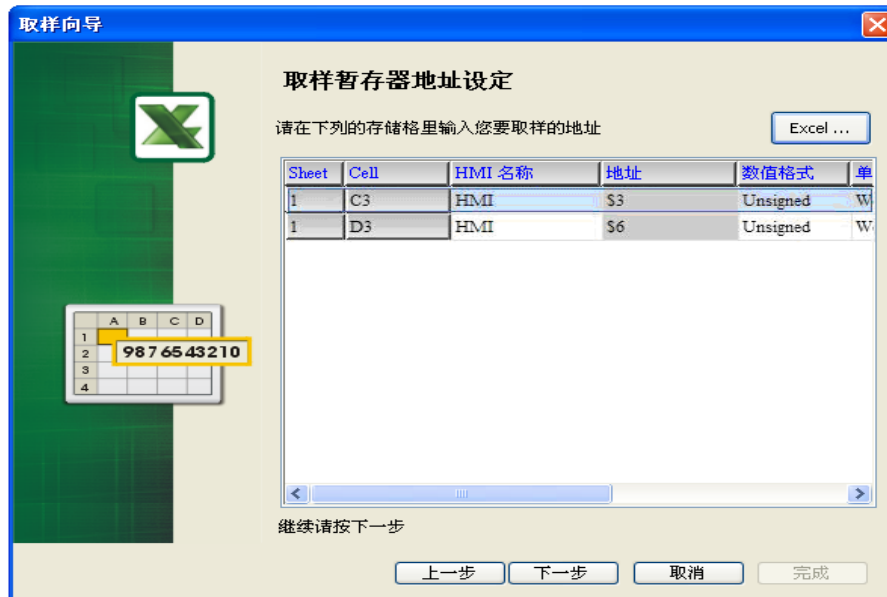 取样向导
取样暂存器地址设定
请在下列的存储格里输入您要取样的地址
Excel ...
Sheet Cell HMI 名称 地址 数值格式 单
1 C3 HMI $3 Unsigned W
1 D3 HMI $6 Unsigned W
A B C D
1
2 9876543210
3
4
继续请按下一步
上一步 下一步 取消 完成